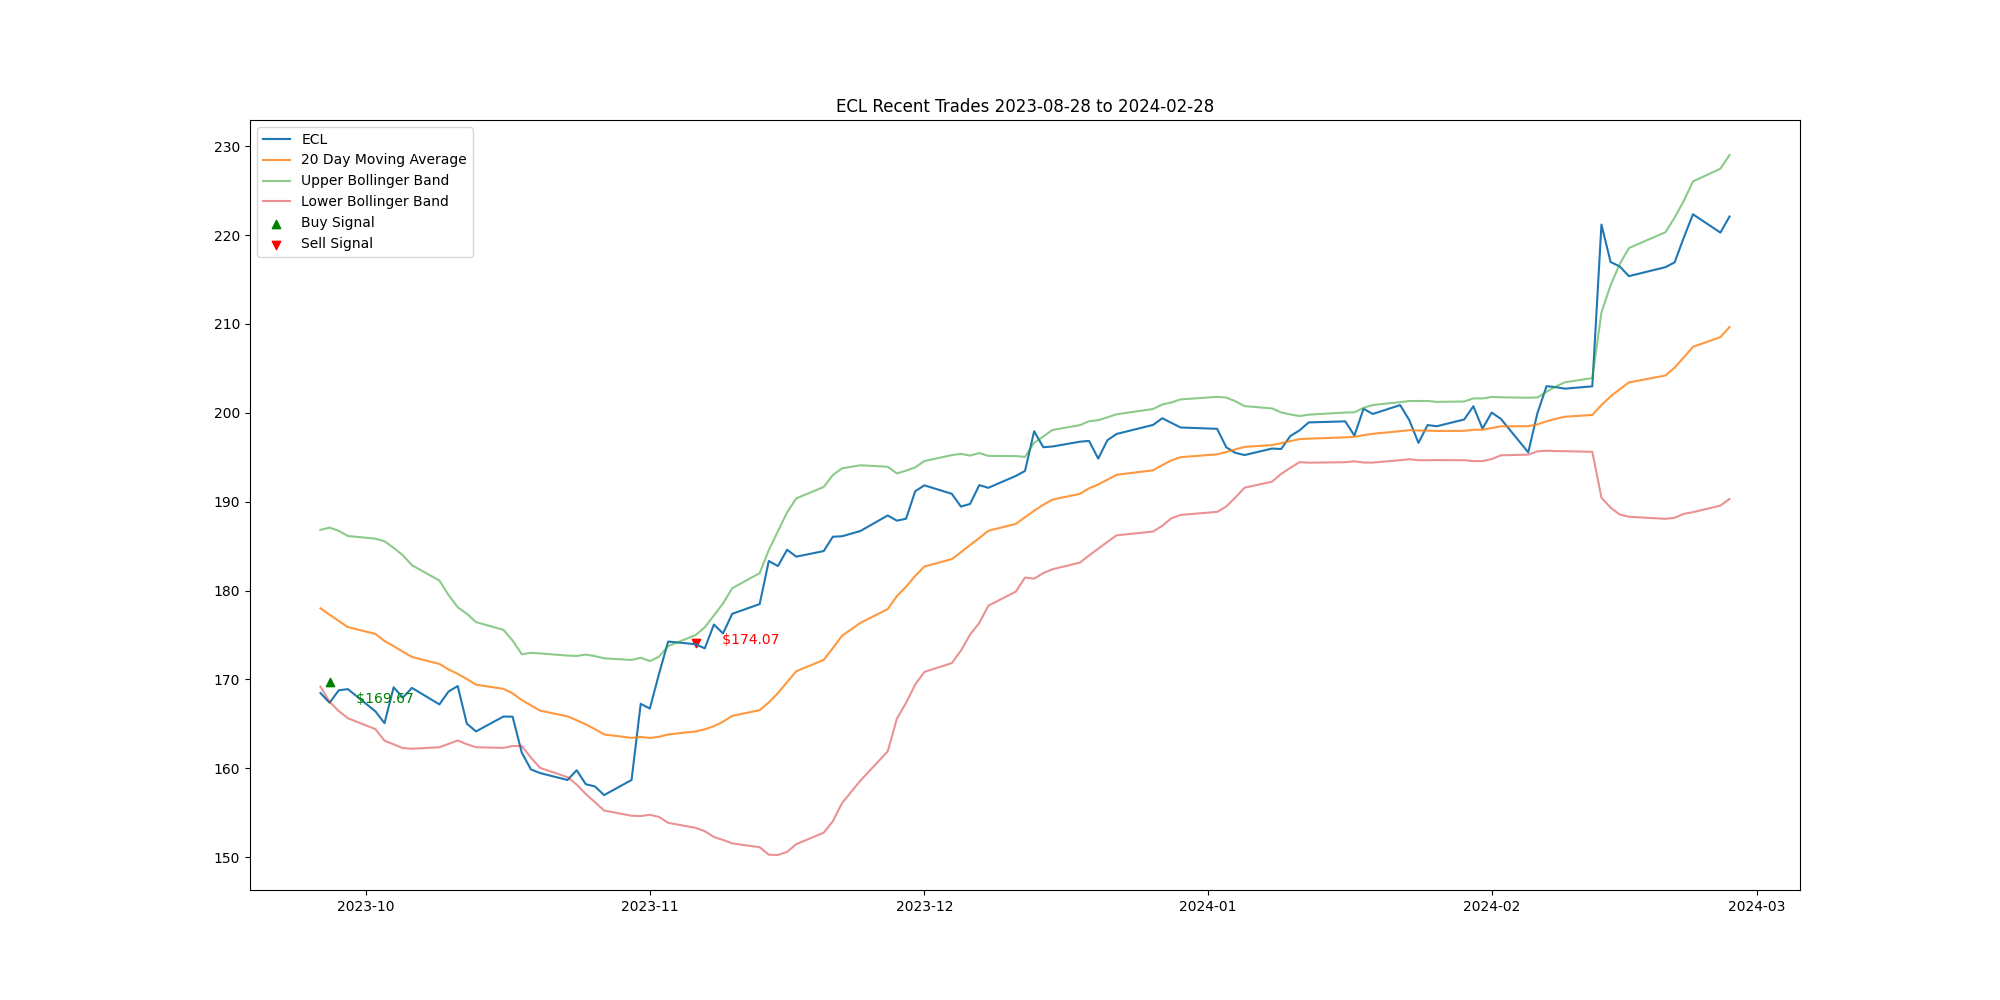 ECL Recent Trades 2023-08-28 to 2024-02-28
ECL
20 Day Moving Average
Upper Bollinger Band
Lower Bollinger Band
Buy Signal
Sell Signal
230
220
210
200
190
180
170
160
150
$174.07
$169.67
2023-10
2023-11
2023-12
2024-01
2024-02
2024-03